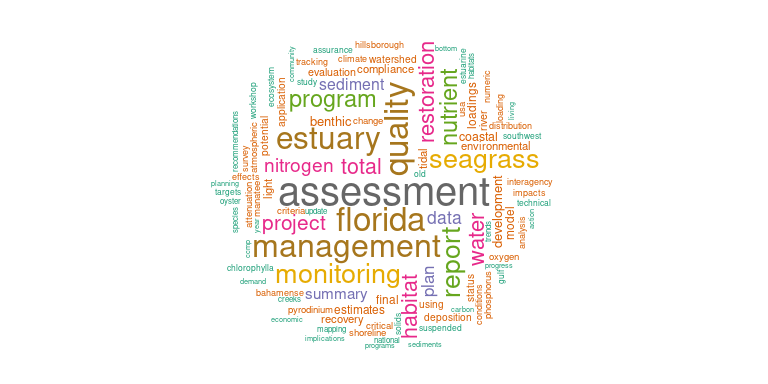 hillsborough
bottom
assurance
climate watershed
tracking
community
evaluation compliance
restoration
estuarine
habitats
numeric
study
sediment
ecosystem
application
program
quality
nutrient
usa
loadings
loading
living
workshop
benthic
change
river
distribution
recommendations
survey
atmospheric
potential
estuary
tidal
coastal
southwest
environmental
nitrogen total
seagrass
old
effects
planning
targets
oyster
light
assessment
interagency
impacts
technical
species
attenuation
manatee
year
criteria
update
project
florida
data
water
development
model
analysis
action
trends
ccmp
management
report
oxygen
progress
gulf
chlorophylla
demand
monitoring
habitat
plan
status
conditions
phosphorus
bahamense
creeks
summary
final
using
carbon
pyrodinium
estimates
deposition
economic
recovery
mapping
critical
solids
suspended
shoreline
implications
national
programs
sediments